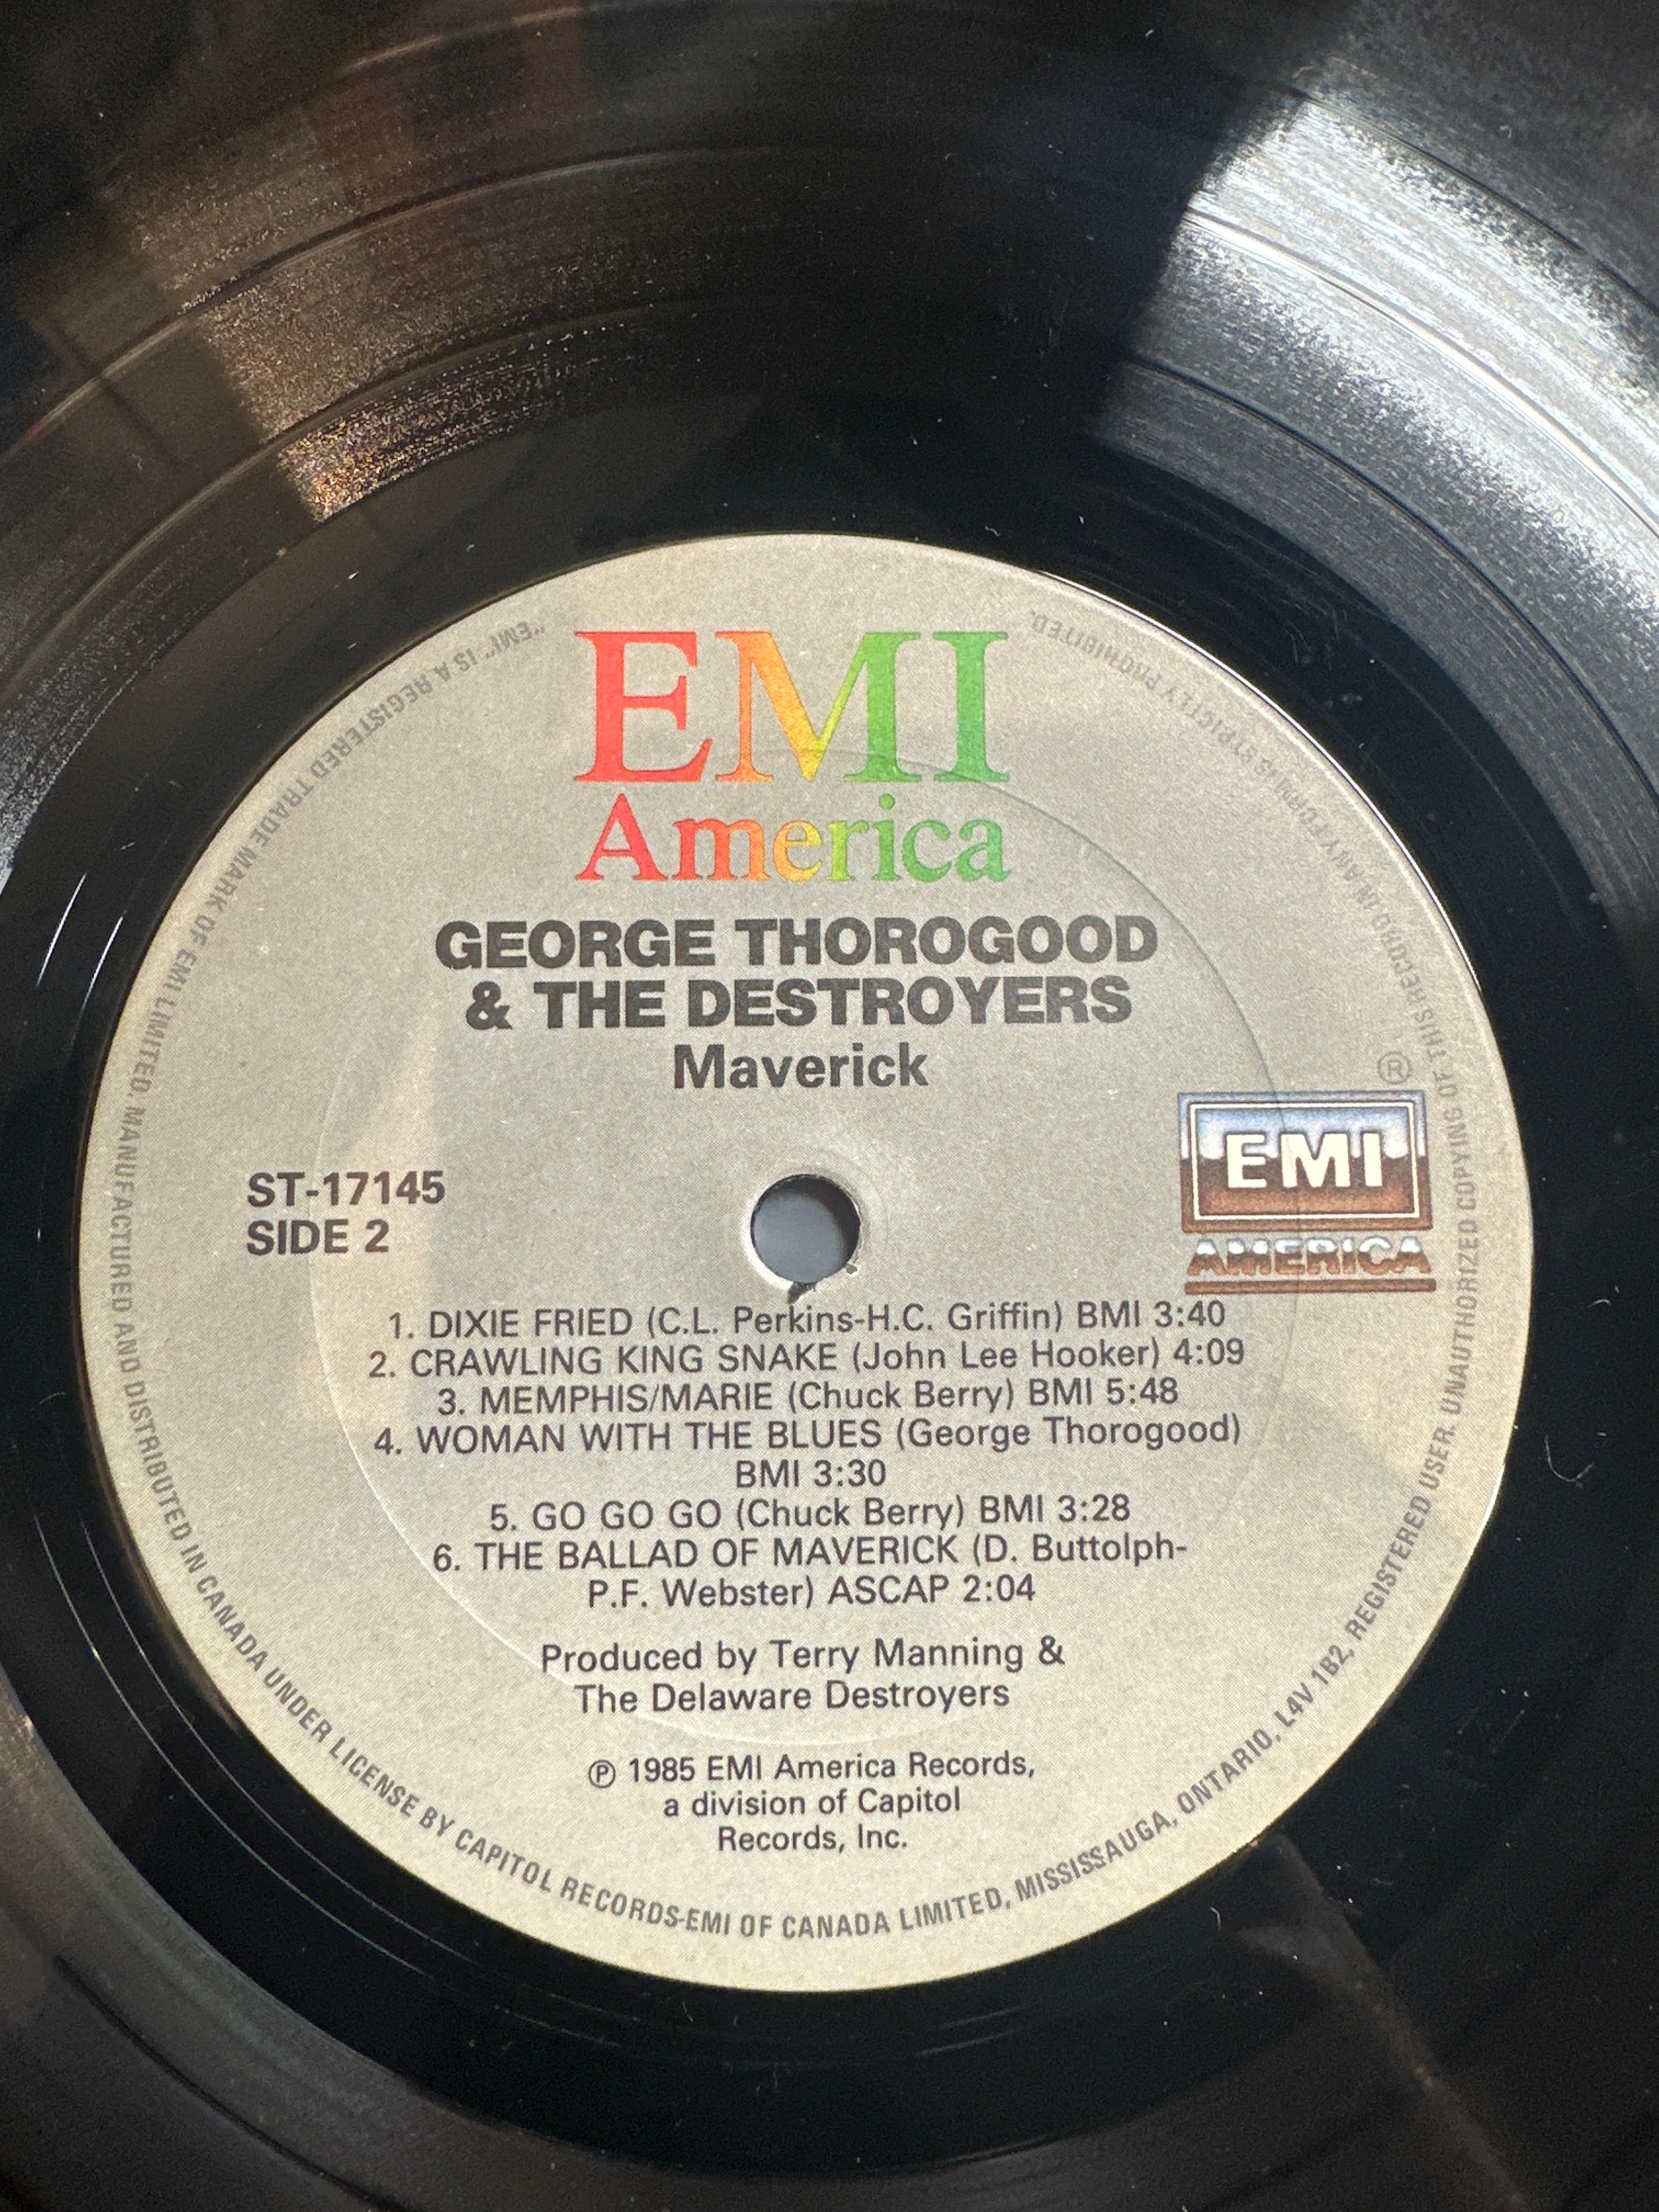 EMI
America
GEORGE THOROGOOD
& THE DESTROYERS
Maverick
®
EMI
AMERICA
ST-17145
SIDE 2
1. DIXIE FRIED (C.L. Perkins-H.C. Griffin) BMI 3:40
2. CRAWLING KING SNAKE (John Lee Hooker) 4:09
3. MEMPHIS/MARIE (Chuck Berry) BMI 5:48
4. WOMAN WITH THE BLUES (George Thorogood)
BMI 3:30
5. GO GO GO (Chuck Berry) BMI 3:28
6. THE BALLAD OF MAVERICK (D. Buttolph-
P.F. Webster) ASCAP 2:04
Produced by Terry Manning &
The Delaware Destroyers
℗ 1985 EMI America Records,
a division of Capitol
Records, Inc.
"EMI" IS A REGISTERED TRADE MARK OF EMI LIMITED. MANUFACTURED AND DISTRIBUTED IN CANADA UNDER LICENSE BY CAPITOL RECORDS-EMI OF CANADA LIMITED, MISSISSAUGA, ONTARIO, L4V 1B2, REGISTERED USER. UNAUTHORIZED COPYING OF THIS RECORD IN ANY FORM IS STRICTLY PROHIBITED.